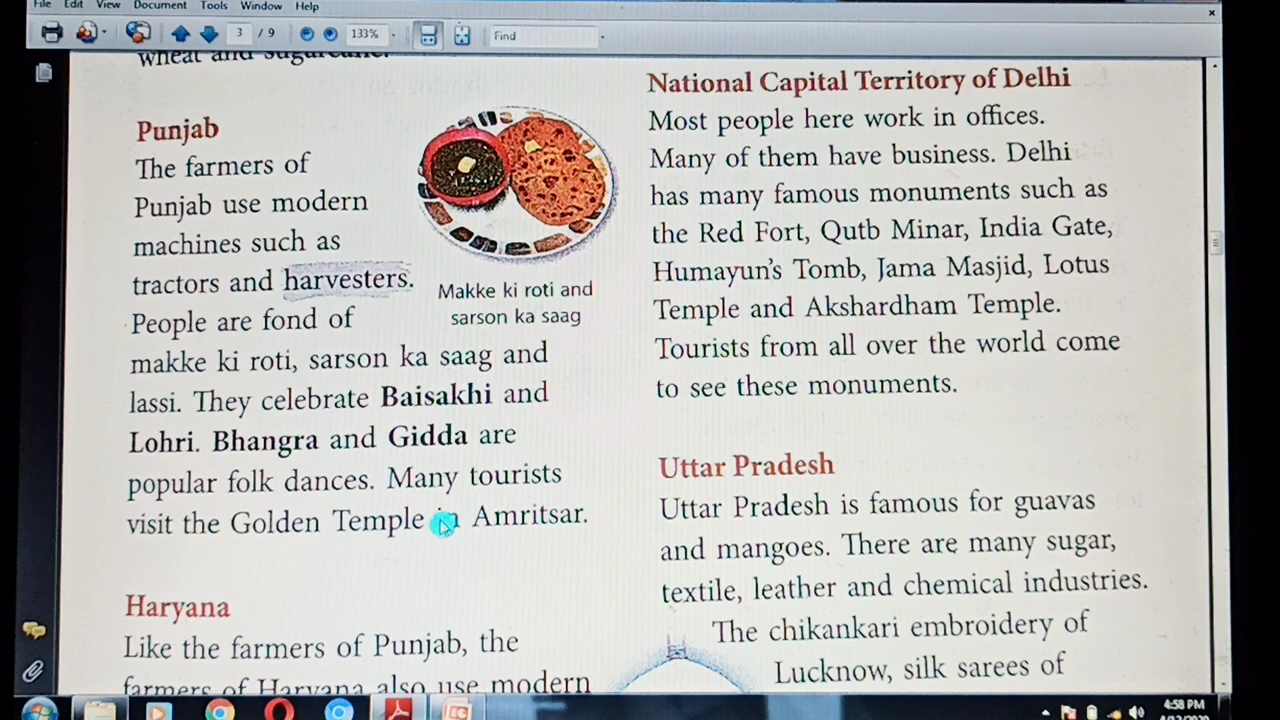 File Edit View Document Tools Window Help
3 / 9 133% Find
wheat and sugarcane.
Punjab
The farmers of
Punjab use modern
machines such as
tractors and harvesters.
People are fond of
makke ki roti, sarson ka saag and
lassi. They celebrate Baisakhi and
Lohri. Bhangra and Gidda are
popular folk dances. Many tourists
visit the Golden Temple in Amritsar.
Makke ki roti and
sarson ka saag
Haryana
Like the farmers of Punjab, the
farmers of Haryana also use modern
National Capital Territory of Delhi
Most people here work in offices.
Many of them have business. Delhi
has many famous monuments such as
the Red Fort, Qutb Minar, India Gate,
Humayun's Tomb, Jama Masjid, Lotus
Temple and Akshardham Temple.
Tourists from all over the world come
to see these monuments.
Uttar Pradesh
Uttar Pradesh is famous for guavas
and mangoes. There are many sugar,
textile, leather and chemical industries.
The chikankari embroidery of
Lucknow, silk sarees of
4:58 PM